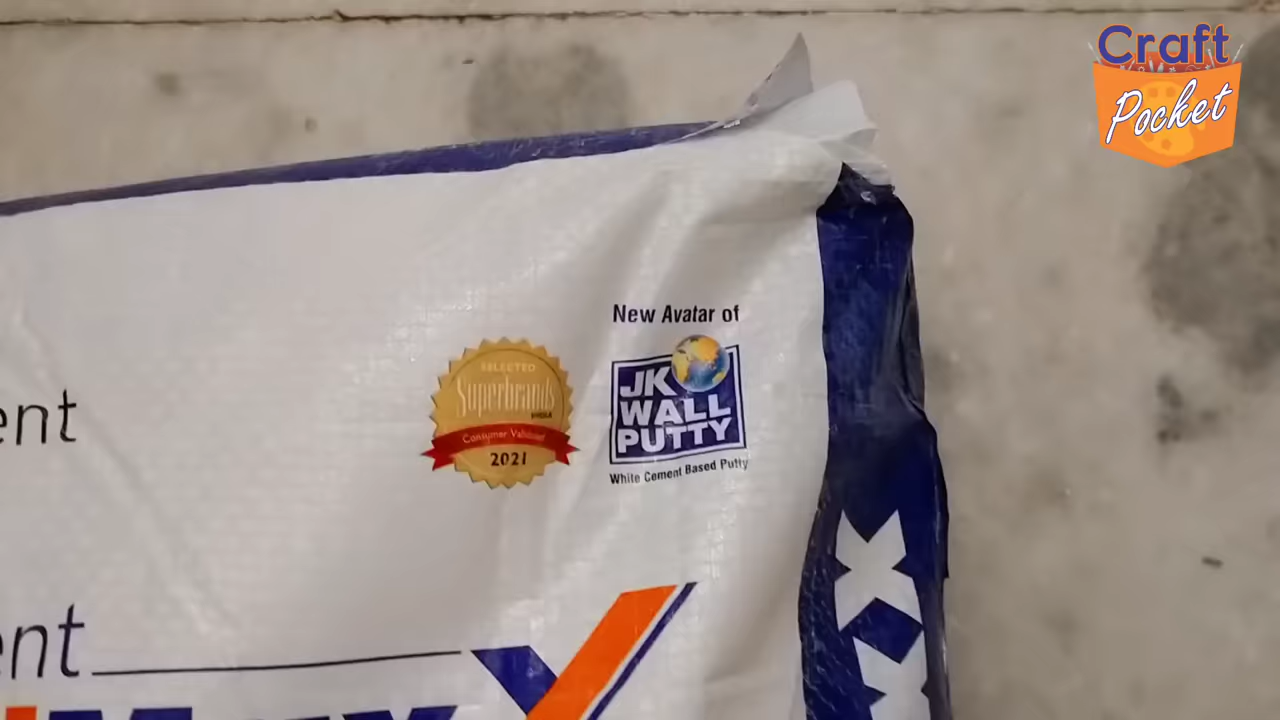 Craft
Pocket
New Avatar of
JK
WALL
PUTTY
White Cement Based Putty
SELECTED
Superbrands
INDIA
Consumer Validated
2021
ent
ent